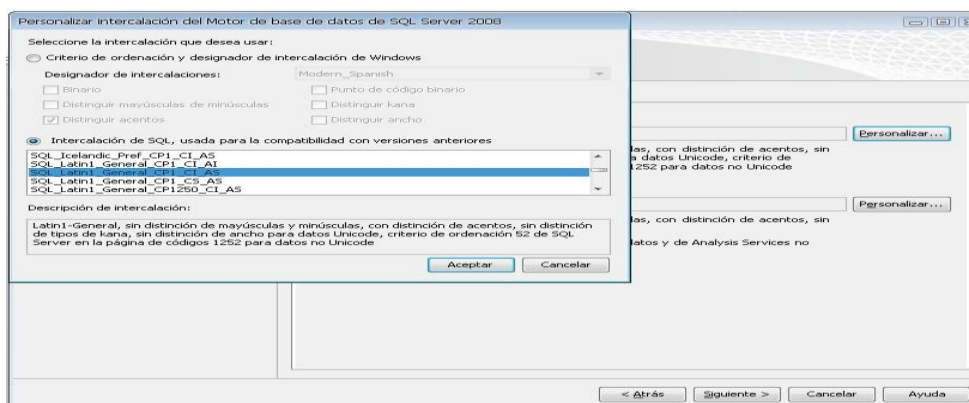 Personalizar intercalación del Motor de base de datos de SQL Server 2008
Seleccione la intercalación que desea usar:
Criterio de ordenación y designador de intercalación de Windows
Designador de intercalaciones:
Modern_Spanish
Binario
Punto de código binario
Distinguir mayúsculas de minúsculas
Distinguir kana
Distinguir acentos
Distinguir ancho
Intercalación de SQL, usada para la compatibilidad con versiones anteriores
SQL_Icelandic_Pref_CP1_CI_AS
SQL_Latin1_General_CP1_CI_AI
SQL_Latin1_General_CP1_CI_AS
SQL_Latin1_General_CP1_CS_AS
SQL_Latin1_General_CP1250_CI_AS
Descripción de intercalación:
Latin1-General, sin distinción de mayúsculas y minúsculas, con distinción de acentos, sin distinción
de tipos de kana, sin distinción de ancho para datos Unicode, criterio de ordenación 52 de SQL
Server en la página de códigos 1252 para datos no Unicode
Aceptar
Cancelar
Personalizar...
las, con distinción de acentos, sin
a datos Unicode, criterio de
1252 para datos no Unicode
Personalizar...
las, con distinción de acentos, sin
datos y de Analysis Services no
< Atrás
Siguiente >
Cancelar
Ayuda